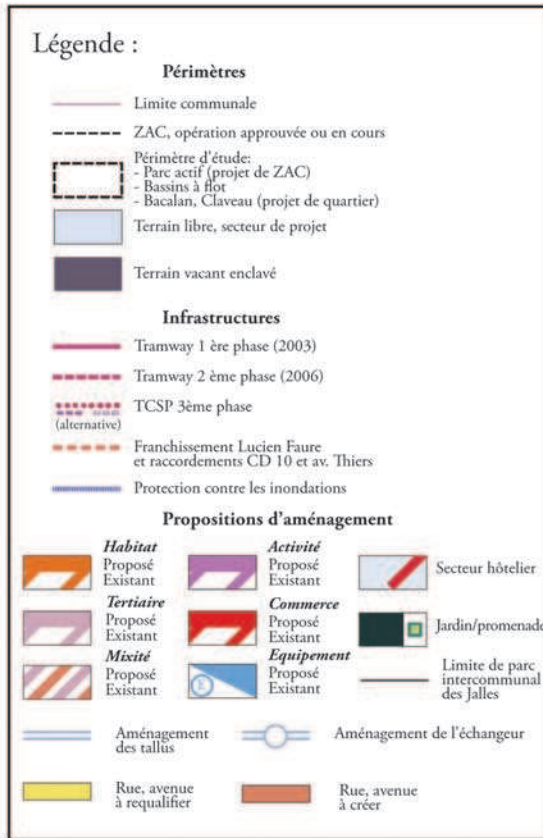 Légende :
Périmètres
Limite communale
ZAC, opération approuvée ou en cours
Périmètre d'étude:
- Parc actif (projet de ZAC)
- Bassins à flot
- Bacalan, Claveau (projet de quartier)
Terrain libre, secteur de projet
Terrain vacant enclavé
Infrastructures
Tramway 1 ère phase (2003)
Tramway 2 ème phase (2006)
TCSP 3ème phase
(alternative)
Franchissement Lucien Faure
et raccordements CD 10 et av. Thiers
Protection contre les inondations
Propositions d'aménagement
Habitat
Proposé
Existant
Activité
Proposé
Existant
Secteur hôtelier
Tertiaire
Proposé
Existant
Commerce
Proposé
Existant
Jardin/promenade
Mixité
Proposé
Existant
Equipement
Proposé
Existant
E
Limite de parc
intercommunal
des Jalles
Aménagement
des tallus
Aménagement de l'échangeur
Rue, avenue
à requalifier
Rue, avenue
à créer